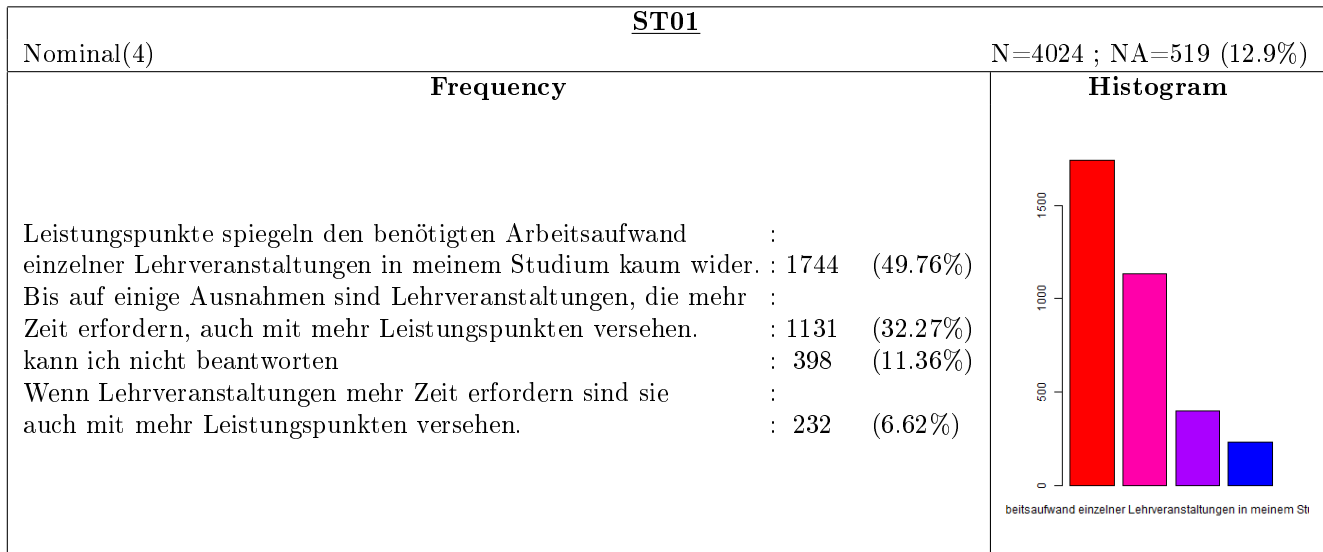 ST01
Nominal(4) N=4024 ; NA=519 (12.9%)
Frequency Histogram
Leistungspunkte spiegeln den benötigten Arbeitsaufwand :
einzelner Lehrveranstaltungen in meinem Studium kaum wider. : 1744 (49.76%)
Bis auf einige Ausnahmen sind Lehrveranstaltungen, die mehr :
Zeit erfordern, auch mit mehr Leistungspunkten versehen. : 1131 (32.27%)
kann ich nicht beantworten : 398 (11.36%)
Wenn Lehrveranstaltungen mehr Zeit erfordern sind sie :
auch mit mehr Leistungspunkten versehen. : 232 (6.62%)
1500
1000
500
0
beitsaufwand einzelner Lehrveranstaltungen in meinem Stu